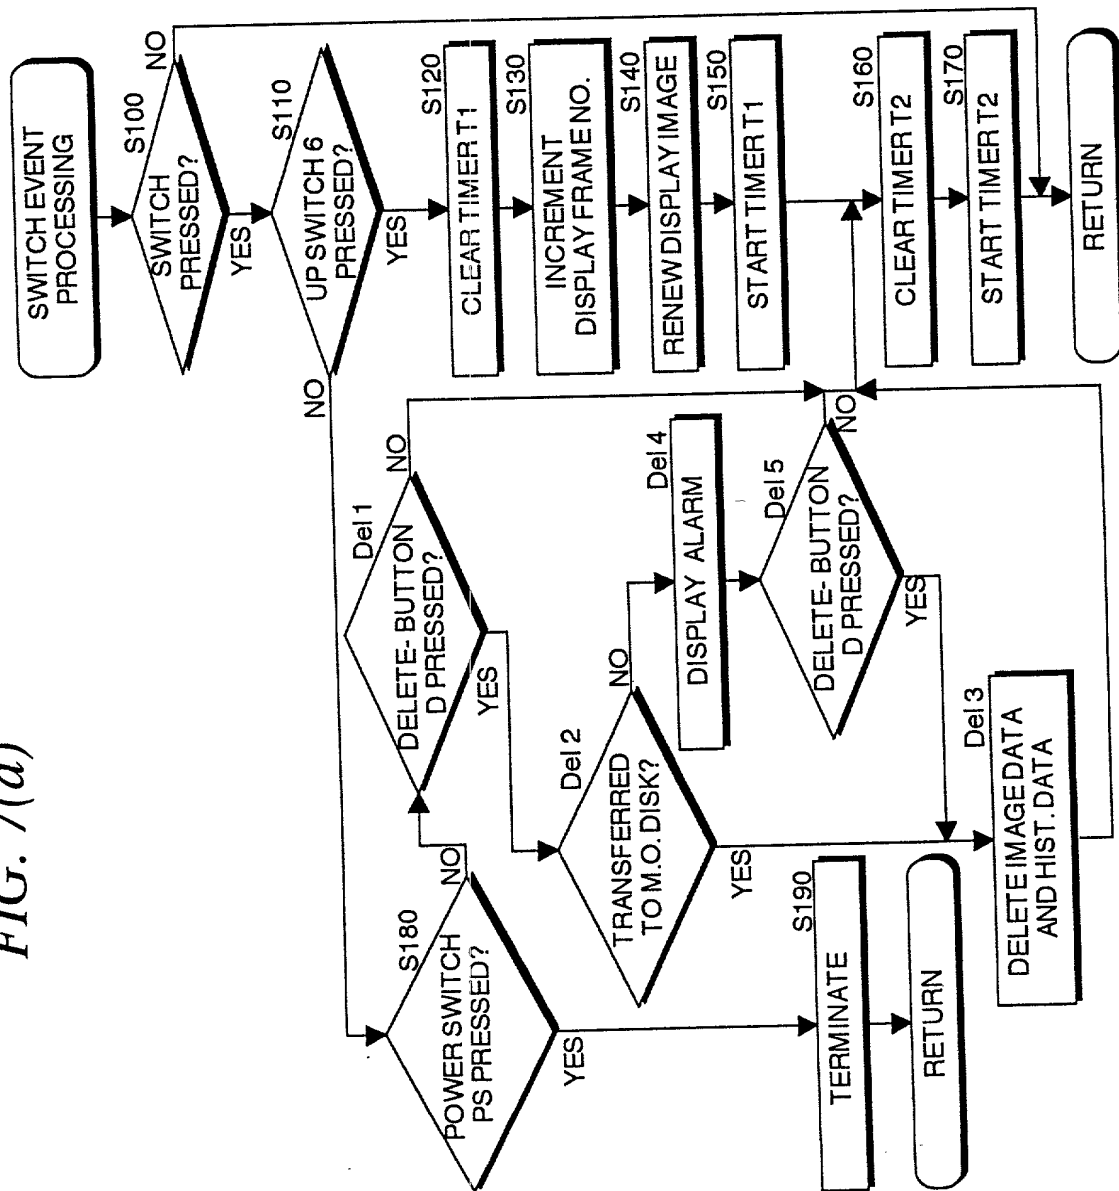 FIG. 7(a)
SWITCH EVENT
PROCESSING
S100
SWITCH
PRESSED?
NO
YES
S110
UP SWITCH 6
PRESSED?
NO
YES
S120
CLEAR TIMER T1
S130
INCREMENT
DISPLAY FRAME NO.
S140
RENEW DISPLAY IMAGE
S150
START TIMER T1
S160
CLEAR TIMER T2
S170
START TIMER T2
RETURN
S180
POWER SWITCH
PS PRESSED?
NO
YES
S190
TERMINATE
RETURN
Del 1
DELETE- BUTTON
D PRESSED?
NO
YES
Del 2
TRANSFERRED
TO M.O. DISK?
NO
YES
Del 4
DISPLAY ALARM
Del 5
DELETE- BUTTON
D PRESSED?
NO
YES
Del 3
DELETE IMAGE DATA
AND HIST. DATA